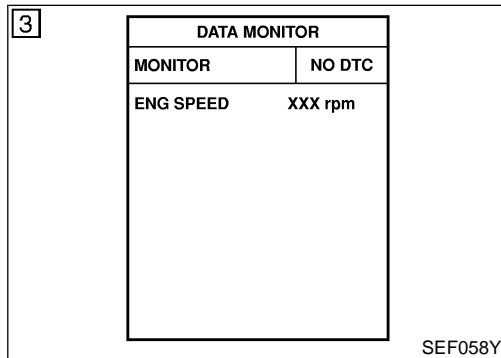 3
DATA MONITOR
MONITOR NO DTC
ENG SPEED XXX rpm
SEF058Y